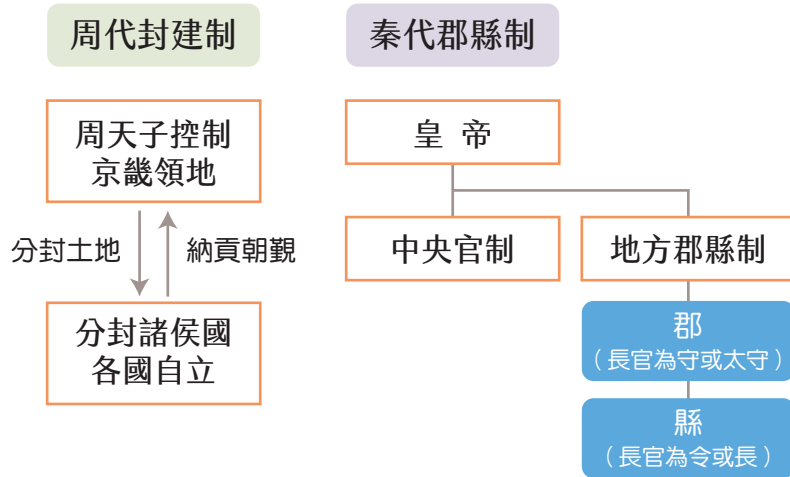 周代封建制
周天子控制
京畿領地
分封土地
納貢朝覲
分封諸侯國
各國自立
秦代郡縣制
皇 帝
中央官制
地方郡縣制
郡
（長官為守或太守）
縣
（長官為令或長）